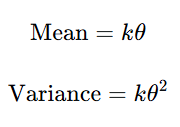 Mean = kθ
Variance = kθ²